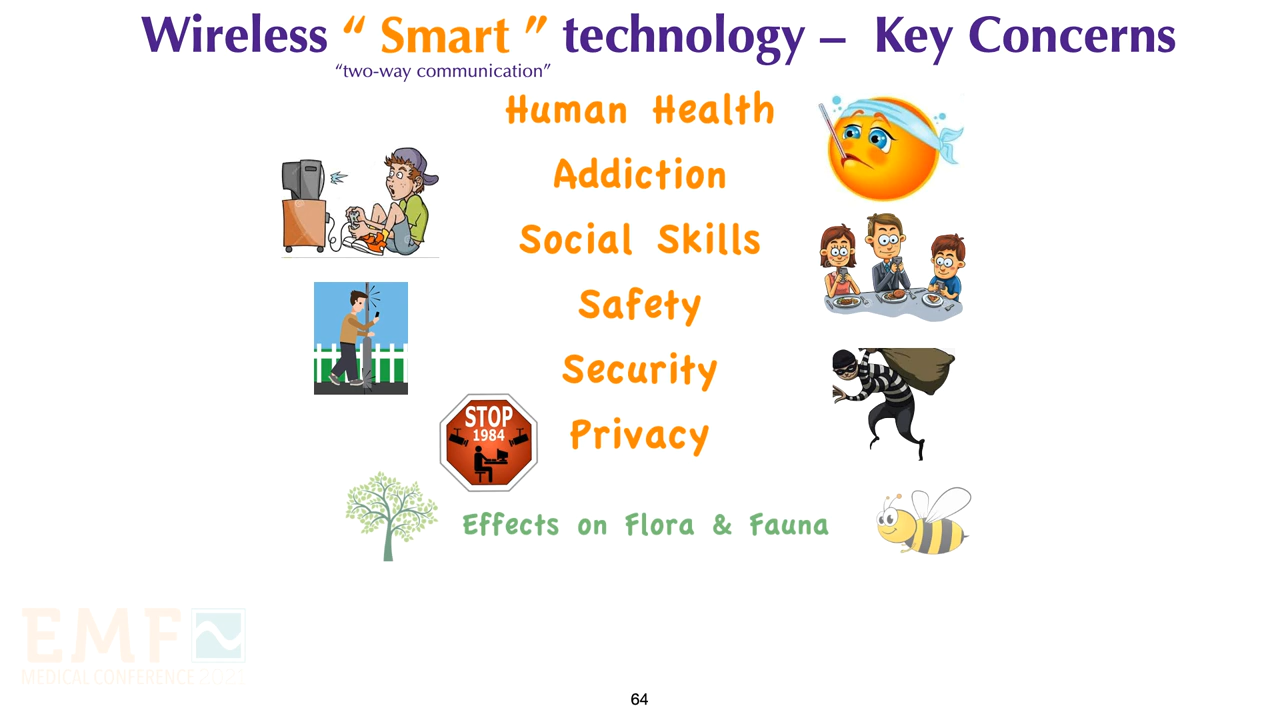 Wireless “ Smart ” technology – Key Concerns
“two-way communication”
Human Health
Addiction
Social Skills
Safety
Security
Privacy
STOP
1984
Effects on Flora & Fauna
EMF
MEDICAL CONFERENCE 2021
64